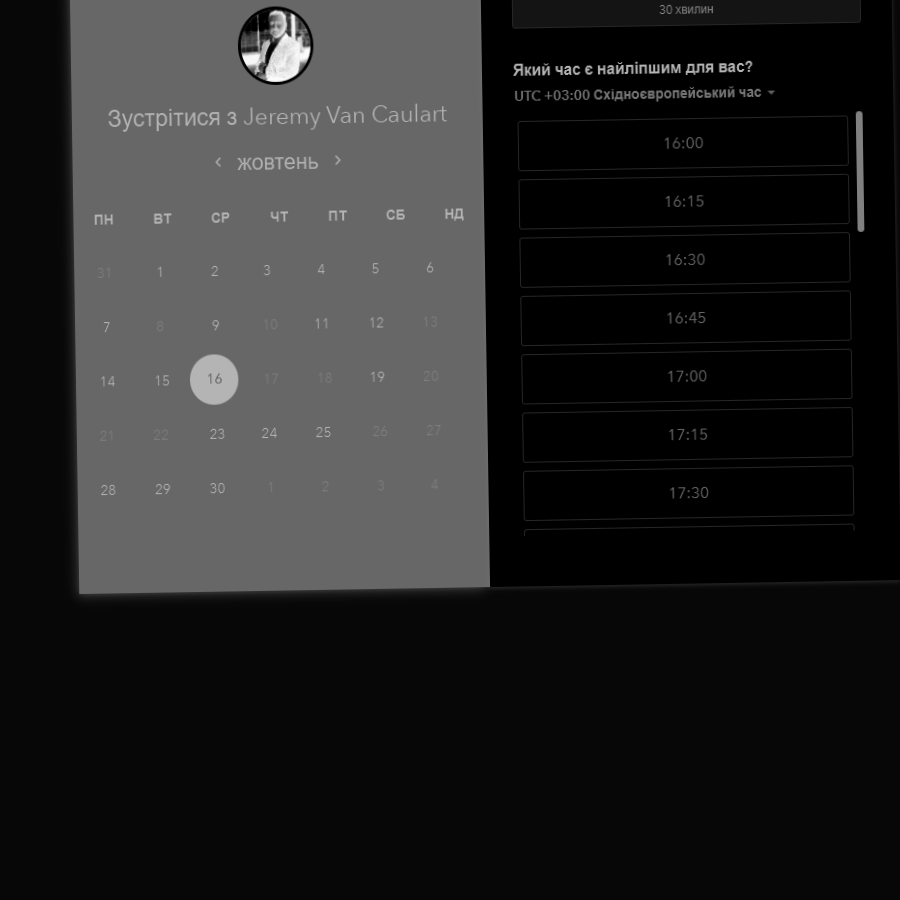 Зустрітися з Jeremy Van Caulart
жовтень
ПН ВТ СР ЧТ ПТ СБ НД
31 1 2 3 4 5 6
7 8 9 10 11 12 13
14 15 16 17 18 19 20
21 22 23 24 25 26 27
28 29 30 1 2 3 4
30 хвилин
Який час є найліпшим для вас?
UTC +03:00 Східноєвропейський час
16:00
16:15
16:30
16:45
17:00
17:15
17:30